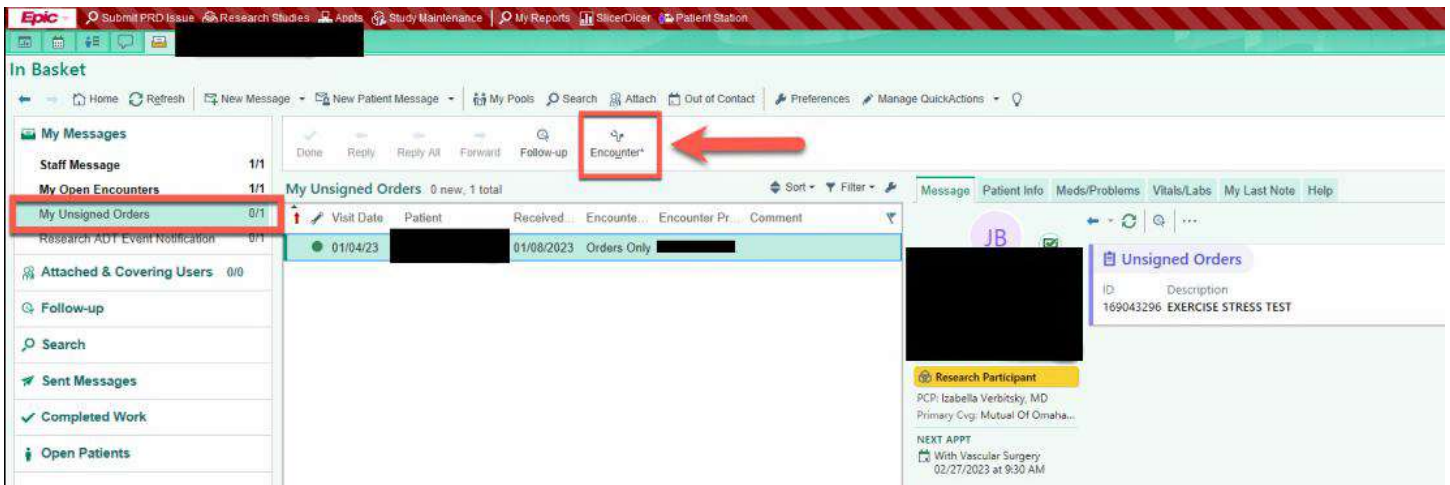 Epic Submit PRD Issue Research Studies Appts Study Maintenance My Reports SlicerDicer Patient Station
In Basket
Home Refresh New Message New Patient Message My Pools Search Attach Out of Contact Preferences Manage QuickActions
My Messages
Staff Message 1/1
My Open Encounters 1/1
My Unsigned Orders 0/1
Research ADT Event Notification 0/1
Attached & Covering Users 0/0
Follow-up
Search
Sent Messages
Completed Work
Open Patients
Done Reply Reply All Forward Follow-up Encounter*
My Unsigned Orders 0 new, 1 total Sort Filter
Visit Date Patient Received... Encounte... Encounter Pr... Comment
01/04/23 01/08/2023 Orders Only
Message Patient Info Meds/Problems Vitals/Labs My Last Note Help
JB
Research Participant
PCP: Izabella Verbitsky, MD
Primary Cvg: Mutual Of Omaha...
NEXT APPT
With Vascular Surgery
02/27/2023 at 9:30 AM
Unsigned Orders
ID Description
169043296 EXERCISE STRESS TEST